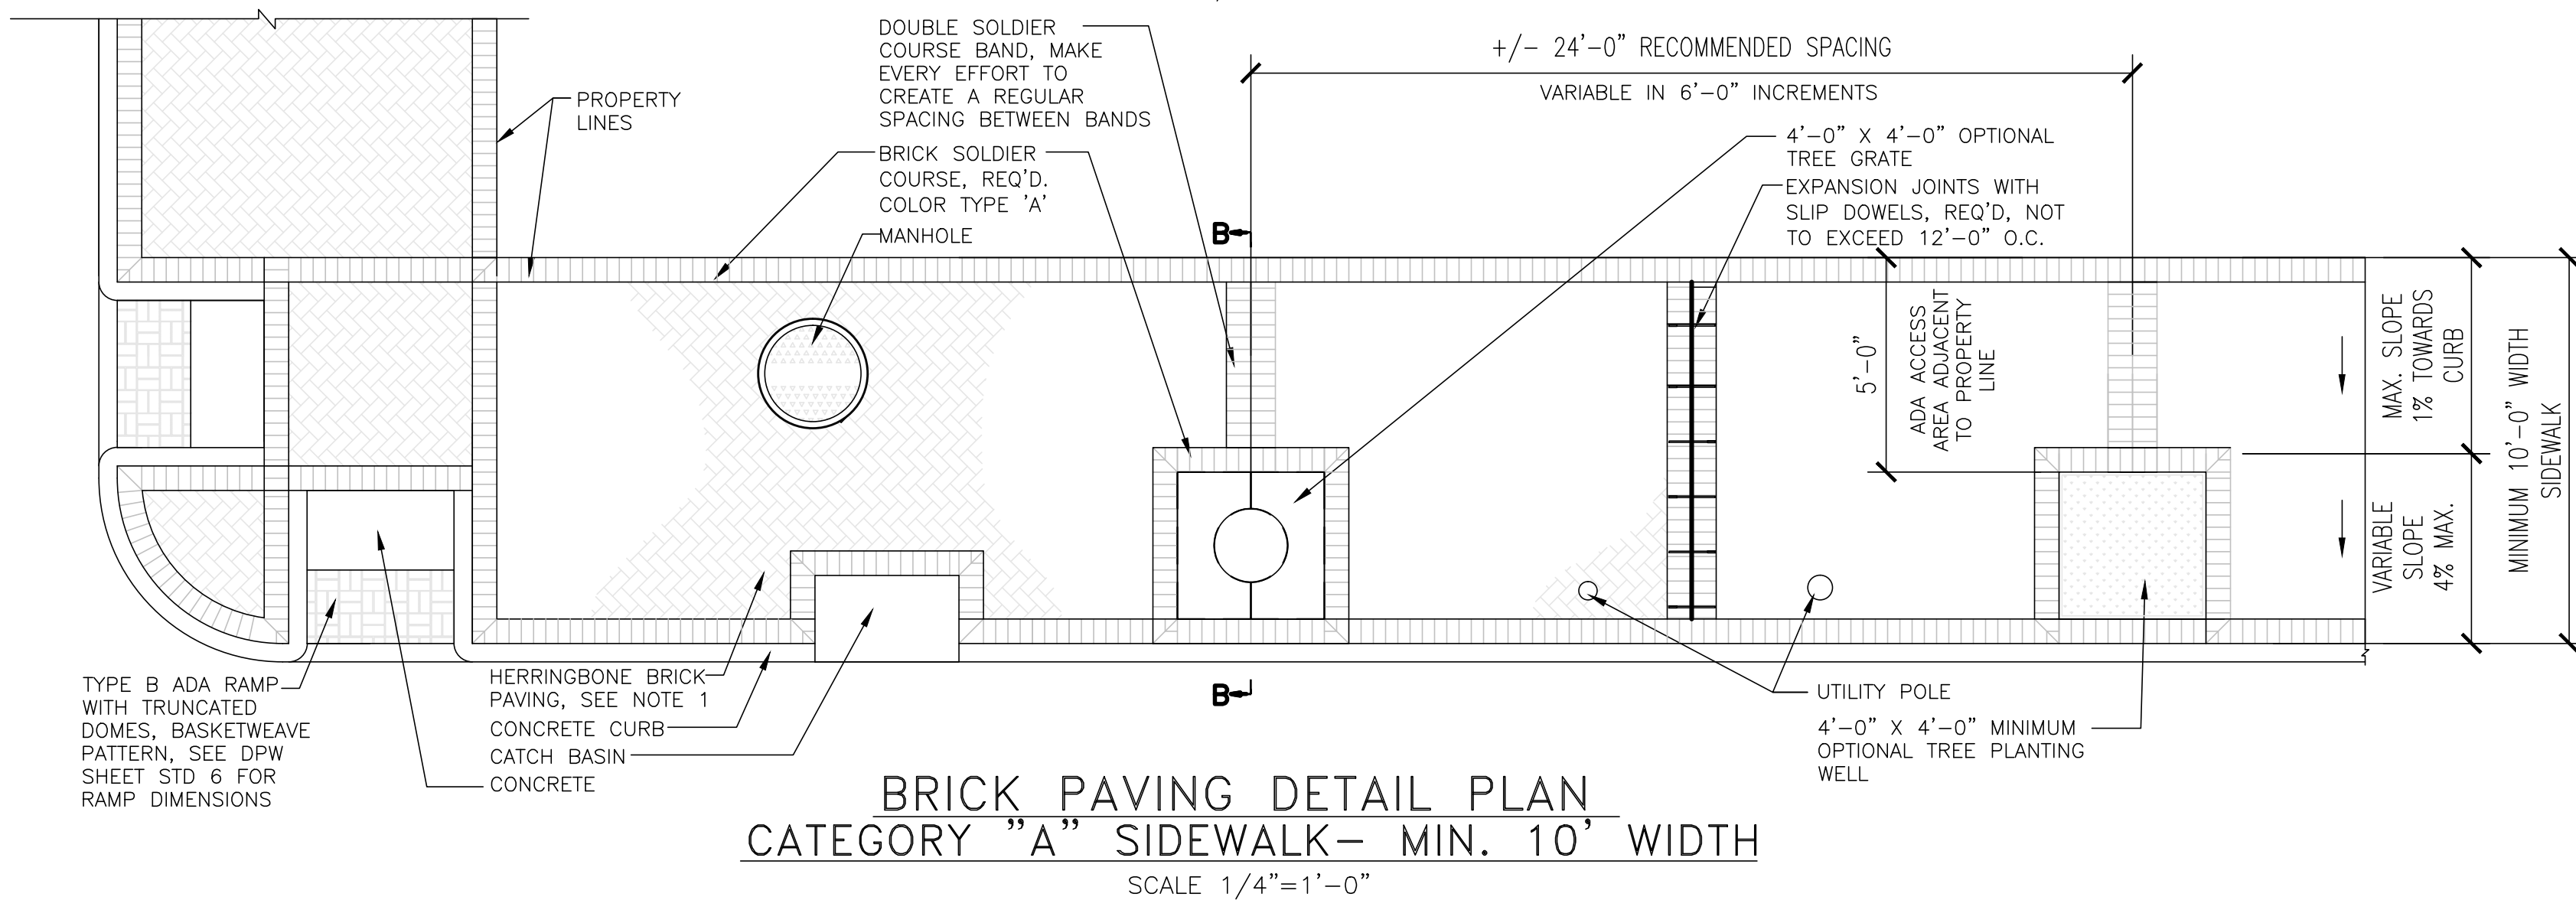 DOUBLE SOLDIER
COURSE BAND, MAKE
EVERY EFFORT TO
CREATE A REGULAR
SPACING BETWEEN BANDS
+/- 24'-0" RECOMMENDED SPACING
VARIABLE IN 6'-0" INCREMENTS
PROPERTY
LINES
BRICK SOLDIER
COURSE, REQ'D.
COLOR TYPE 'A'
MANHOLE
4'-0" X 4'-0" OPTIONAL
TREE GRATE
EXPANSION JOINTS WITH
SLIP DOWELS, REQ'D, NOT
TO EXCEED 12'-0" O.C.
B
5'-0"
ADA ACCESS
AREA ADJACENT
TO PROPERTY
LINE
MAX. SLOPE
1% TOWARDS
CURB
VARIABLE
SLOPE
4% MAX.
MINIMUM 10'-0" WIDTH
SIDEWALK
B
TYPE B ADA RAMP
WITH TRUNCATED
DOMES, BASKETWEAVE
PATTERN, SEE DPW
SHEET STD 6 FOR
RAMP DIMENSIONS
HERRINGBONE BRICK
PAVING, SEE NOTE 1
CONCRETE CURB
CATCH BASIN
CONCRETE
UTILITY POLE
4'-0" X 4'-0" MINIMUM
OPTIONAL TREE PLANTING
WELL
BRICK PAVING DETAIL PLAN
CATEGORY "A" SIDEWALK- MIN. 10' WIDTH
SCALE 1/4"=1'-0"